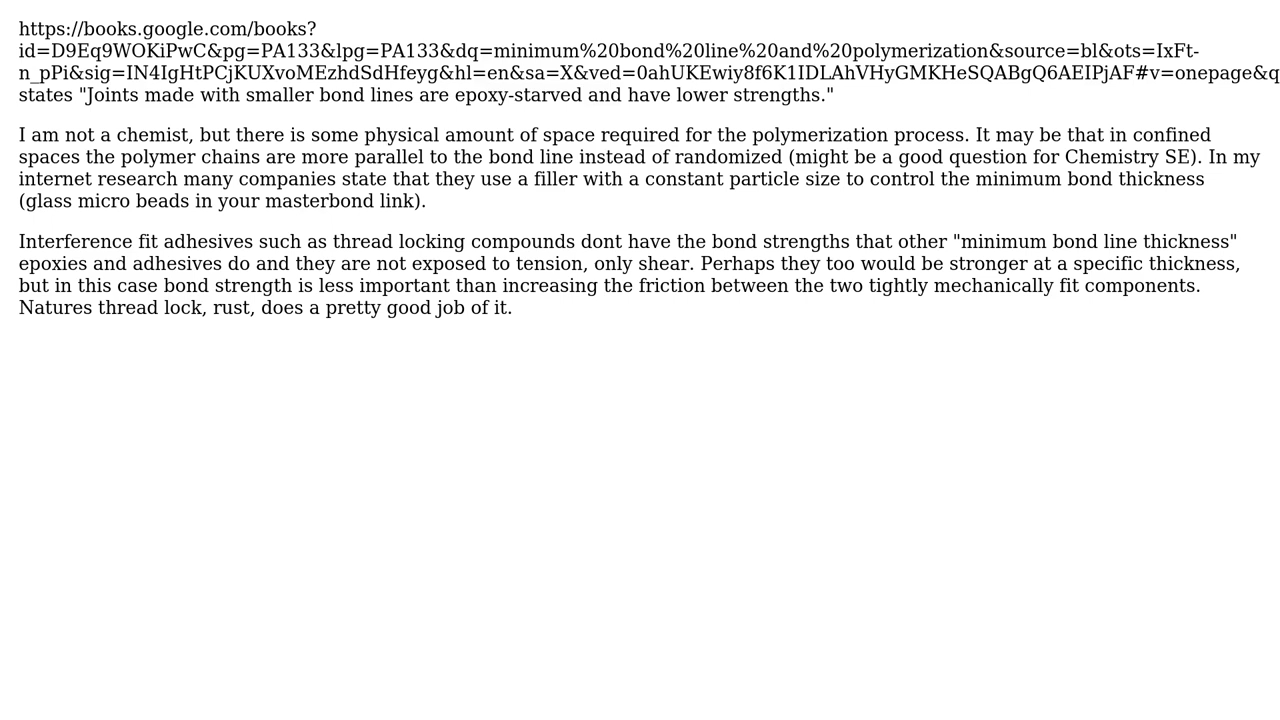 https://books.google.com/books?
id=D9Eq9WOKiPwC&pg=PA133&lpg=PA133&dq=minimum%20bond%20line%20and%20polymerization&source=bl&ots=IxFt-
n_pPi&sig=IN4IgHtPCjKUXvoMEzhdSdHfeyg&hl=en&sa=X&ved=0ahUKEwiy8f6K1IDLAhVHyGMKHeSQABgQ6AEIPjAF#v=onepage&q
states "Joints made with smaller bond lines are epoxy-starved and have lower strengths."
I am not a chemist, but there is some physical amount of space required for the polymerization process. It may be that in confined
spaces the polymer chains are more parallel to the bond line instead of randomized (might be a good question for Chemistry SE). In my
internet research many companies state that they use a filler with a constant particle size to control the minimum bond thickness
(glass micro beads in your masterbond link).
Interference fit adhesives such as thread locking compounds dont have the bond strengths that other "minimum bond line thickness"
epoxies and adhesives do and they are not exposed to tension, only shear. Perhaps they too would be stronger at a specific thickness,
but in this case bond strength is less important than increasing the friction between the two tightly mechanically fit components.
Natures thread lock, rust, does a pretty good job of it.